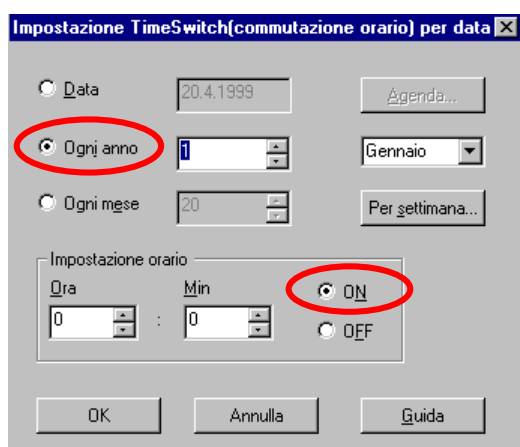 Impostazione TimeSwitch(commutazione orario) per data
Data 20.4.1999 Agenda...
Ogni anno 1 Gennaio
Ogni mese 20 Per settimana...
Impostazione orario
Ora Min ON
0 : 0 OFF
OK Annulla Guida